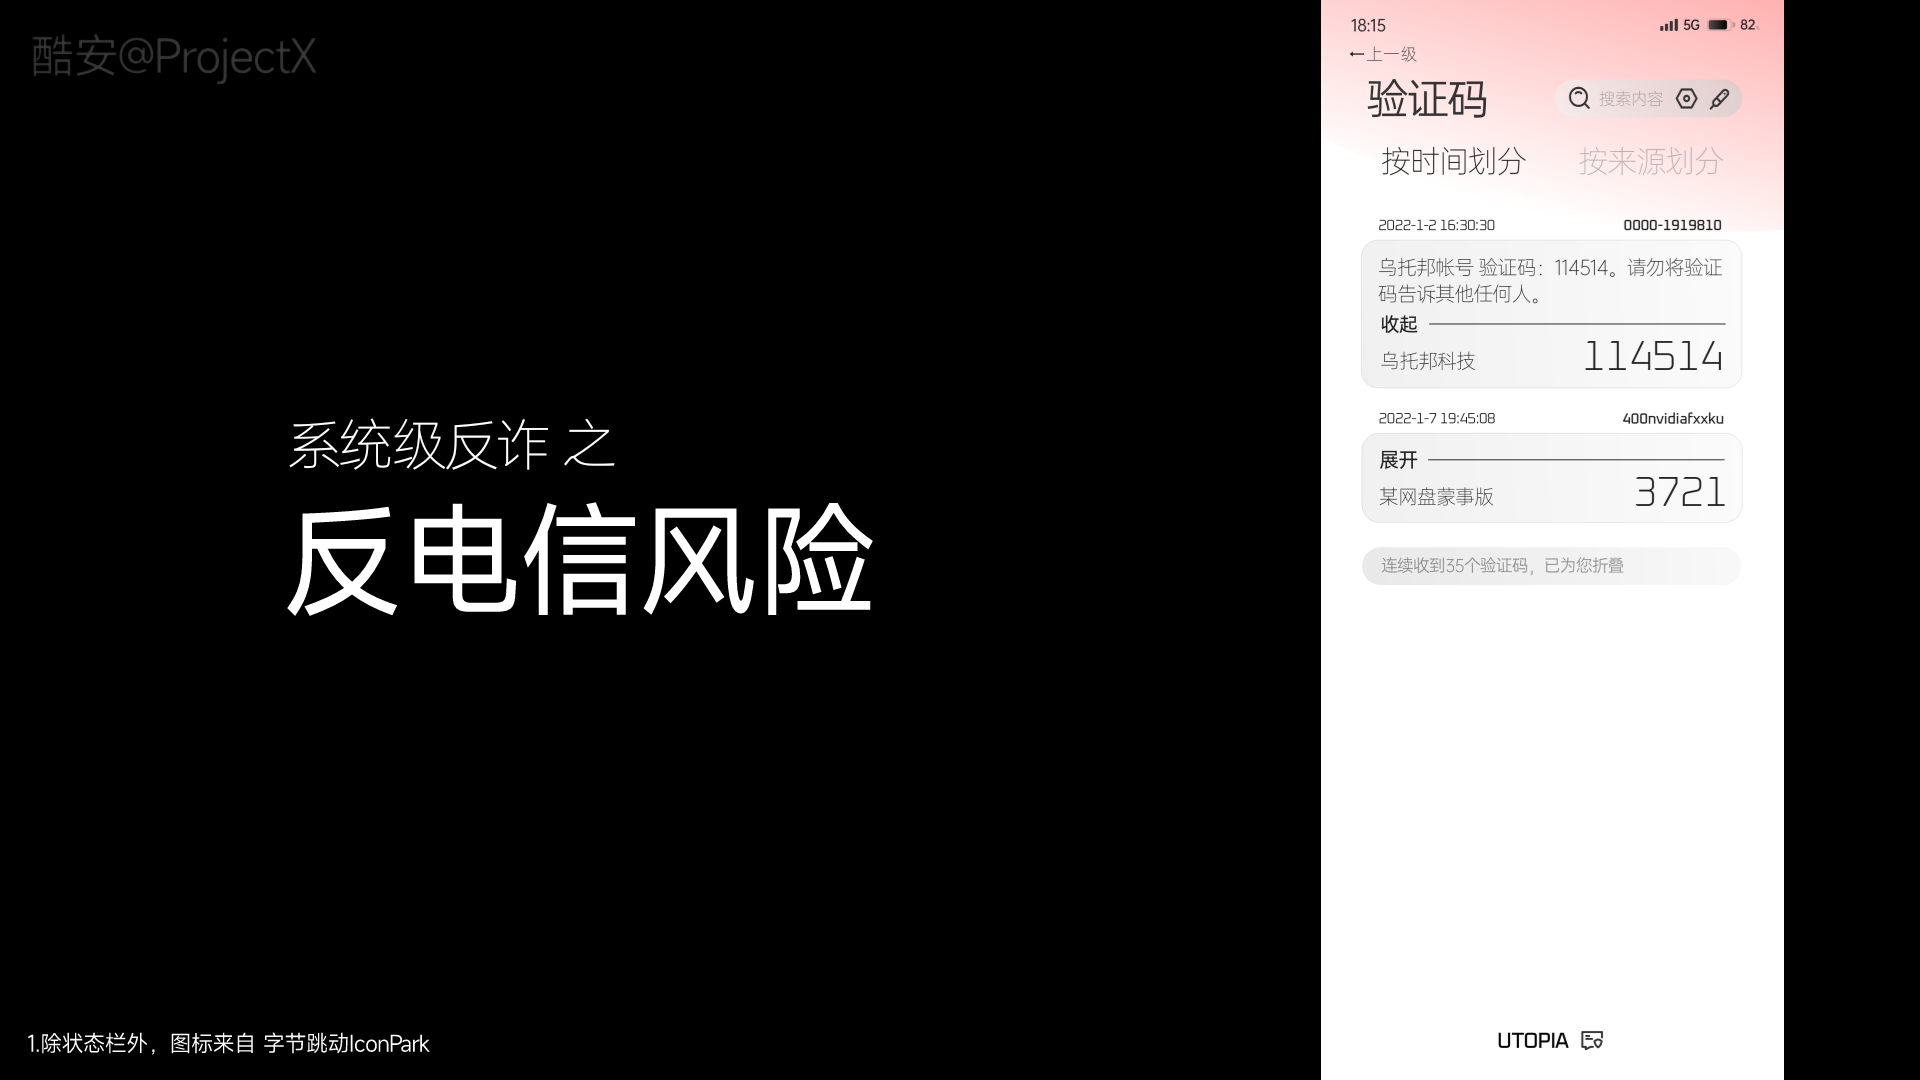 酷安@ProjectX
系统级反诈 之
反电信风险
1.除状态栏外，图标来自 字节跳动IconPark
18:15
5G 82
上一级
验证码
搜索内容
按时间划分 按来源划分
2022-1-2 16:30:30 0000-1919810
乌托邦帐号 验证码：114514。请勿将验证
码告诉其他任何人。
收起
乌托邦科技 114514
2022-1-7 19:45:08 400nvidiafxxku
展开
某网盘蒙事版 3721
连续收到35个验证码，已为您折叠
UTOPIA